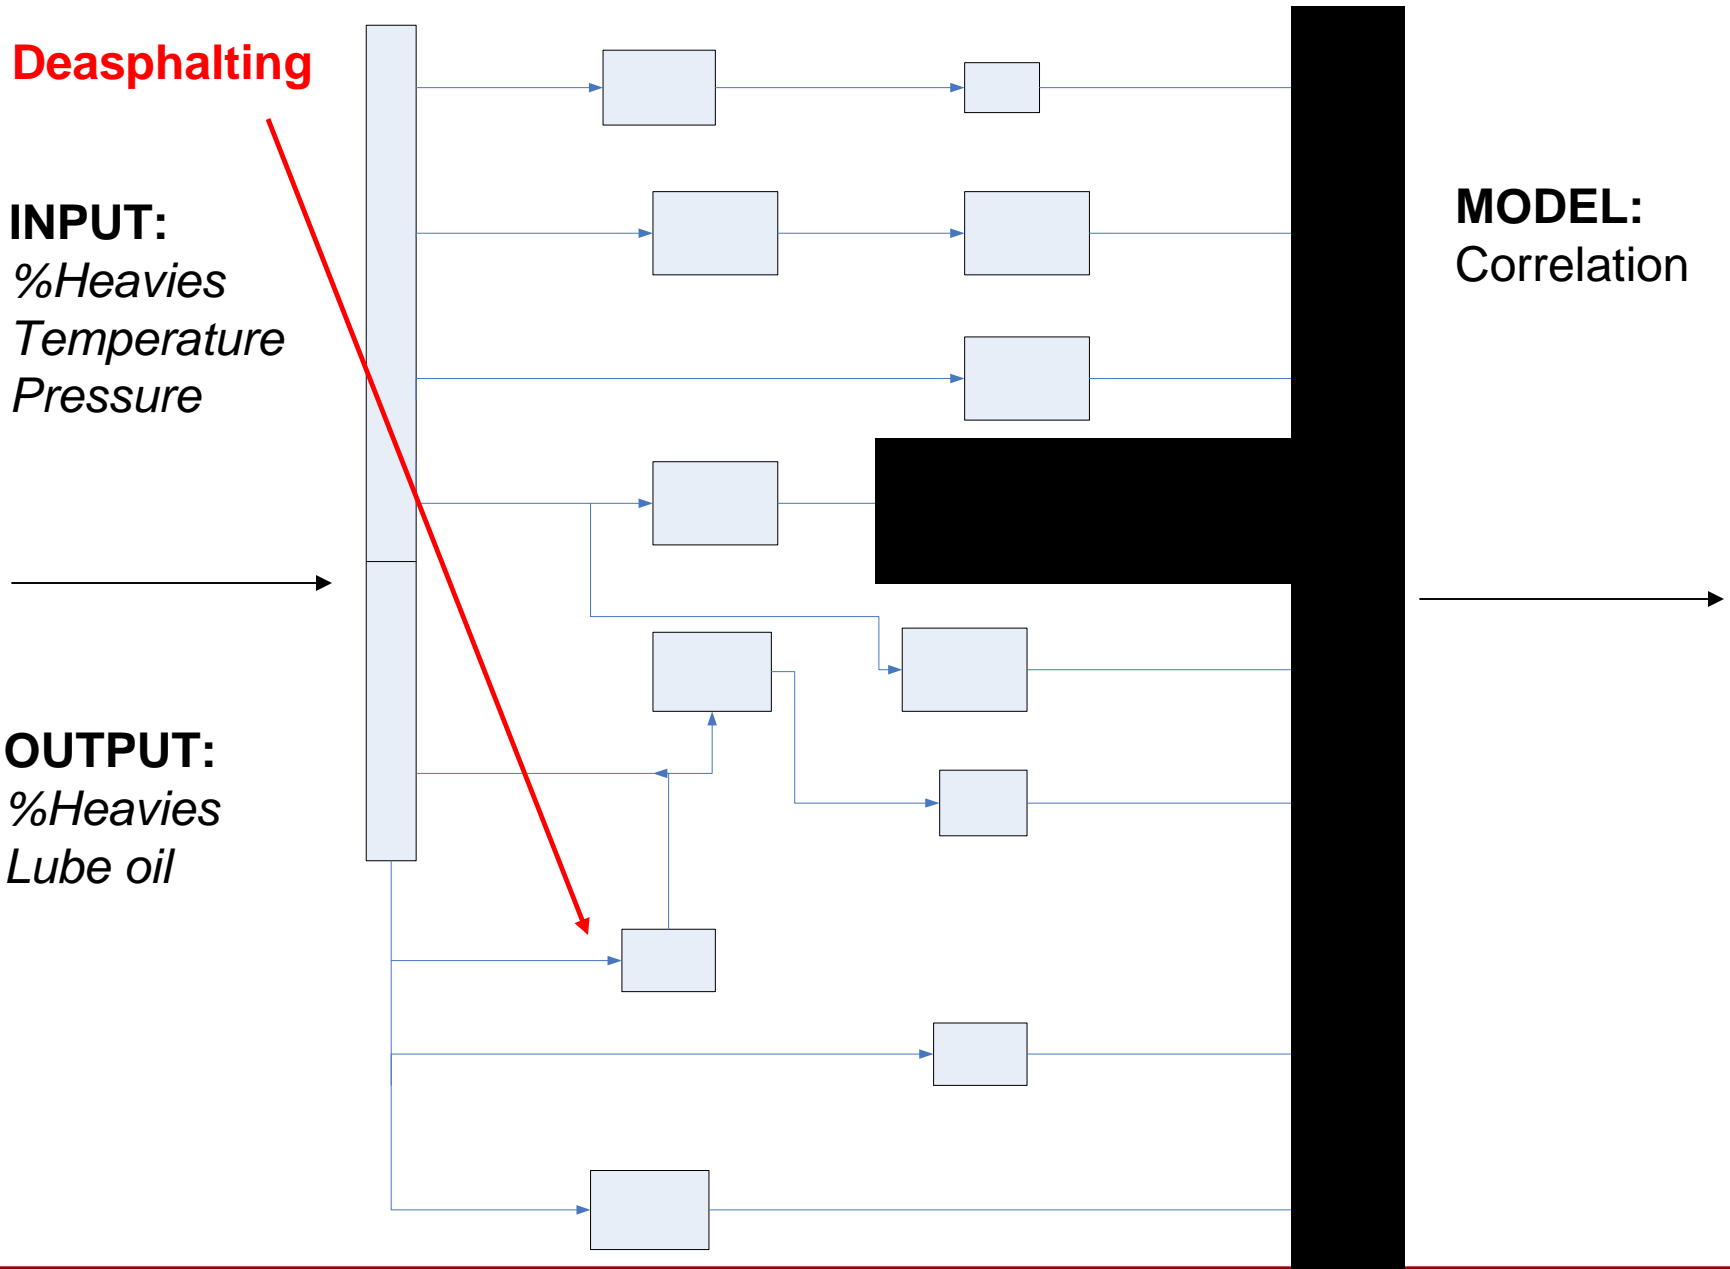 Deasphalting
INPUT:
%Heavies
Temperature
Pressure
OUTPUT:
%Heavies
Lube oil
MODEL:
Correlation